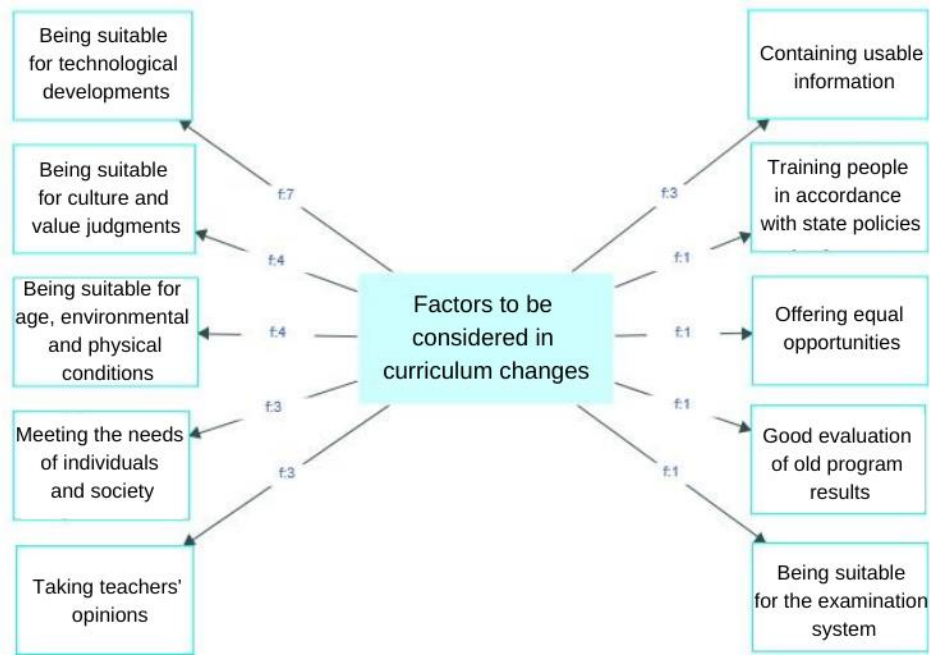 Being suitable
for technological
developments
Being suitable
for culture and
value judgments
Being suitable for
age, environmental
and physical
conditions
Meeting the needs
of individuals
and society
Taking teachers'
opinions
f:7
f:4
f:4
f:3
f:3
Factors to be
considered in
curriculum changes
f:3
f:1
f:1
f:1
f:1
Containing usable
information
Training people
in accordance
with state policies
Offering equal
opportunities
Good evaluation
of old program
results
Being suitable
for the examination
system